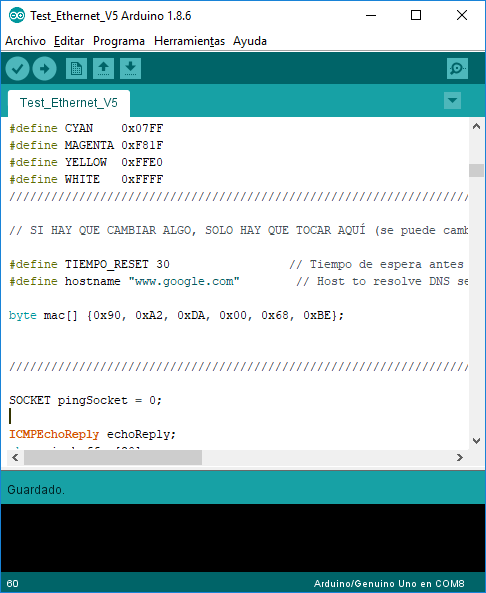 Test_Ethernet_V5 Arduino 1.8.6
Archivo Editar Programa Herramientas Ayuda
Test_Ethernet_V5
#define CYAN    0x07FF
#define MAGENTA 0xF81F
#define YELLOW  0xFFE0
#define WHITE   0xFFFF
//////////////////////////////////////////////////////////////////
// SI HAY QUE CAMBIAR ALGO, SOLO HAY QUE TOCAR AQUÍ (se puede camb
#define TIEMPO_RESET 30                 // Tiempo de espera antes
#define hostname "www.google.com"        // Host to resolve DNS se
byte mac[] {0x90, 0xA2, 0xDA, 0x00, 0x68, 0xBE};
//////////////////////////////////////////////////////////////////
SOCKET pingSocket = 0;
ICMPEchoReply echoReply;
Guardado.
60 Arduino/Genuino Uno en COM8